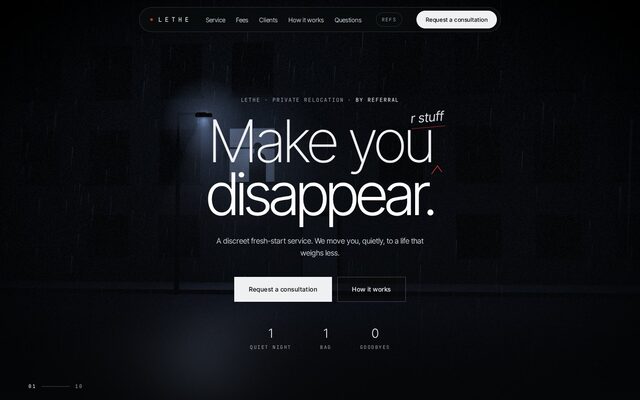 LETHE
Service Fees Clients How it works Questions
REFS
Request a consultation
LETHE · PRIVATE RELOCATION · BY REFERRAL
r stuff
Make you
disappear.
A discreet fresh-start service. We move you, quietly, to a life that
weighs less.
Request a consultation
How it works
1 1 0
QUIET NIGHT BAG GOODBYES
01 10